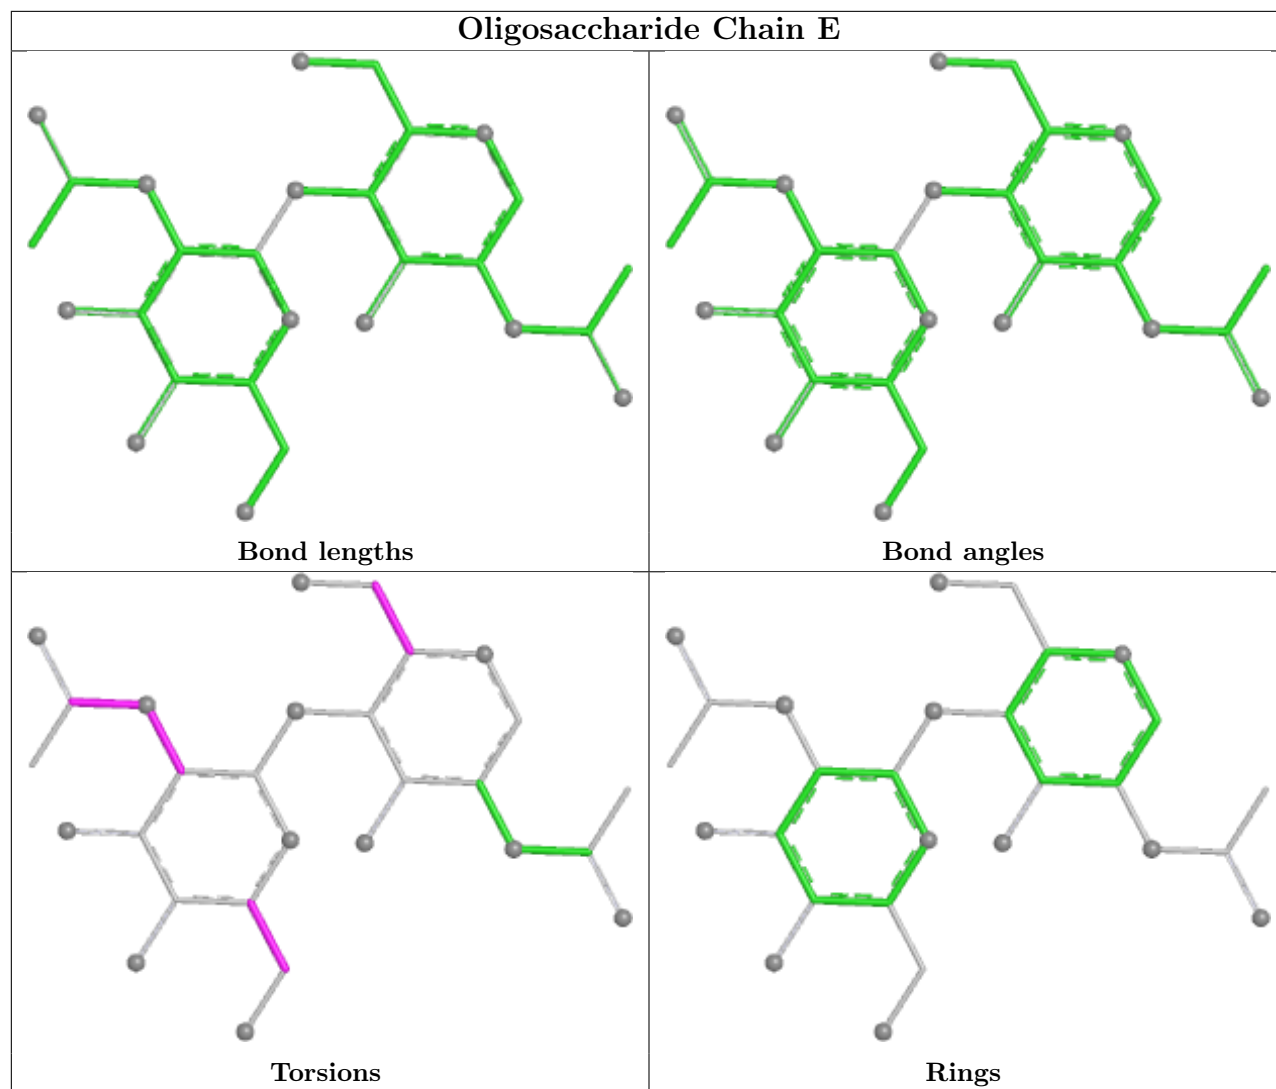 Oligosaccharide Chain E
Bond lengths
Bond angles
Torsions
Rings